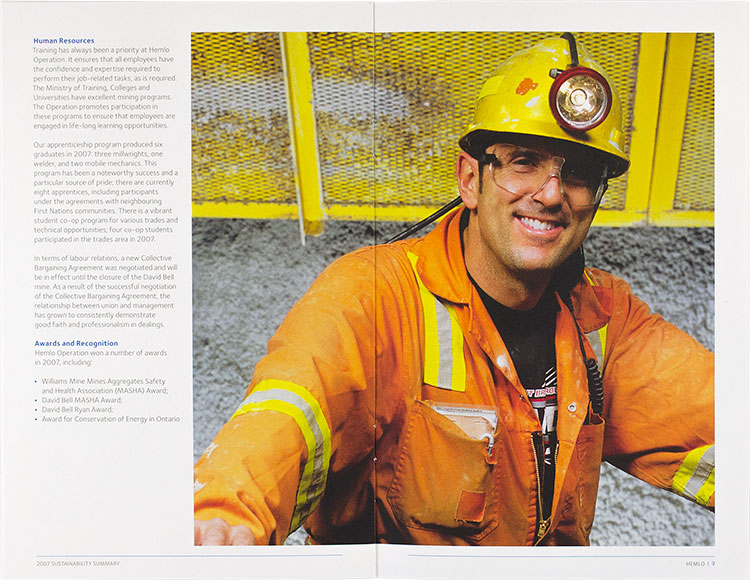 Human Resources
Training has always been a priority at Hemlo
Operation. It ensures that all employees have
the confidence and expertise required to
perform their job-related tasks, as is required.
The Ministry of Training, Colleges and
Universities have excellent mining programs.
The Operation promotes participation in
these programs to ensure that employees are
engaged in life-long learning opportunities.
Our apprenticeship program produced six
graduates in 2007: three millwrights, one
welder, and two mobile mechanics. This
program has been a noteworthy success and a
particular source of pride; there are currently
eight apprentices, including participants
under the agreements with neighbouring
First Nations communities. There is a vibrant
student co-op program for various trades and
technical opportunities; four co-op students
participated in the trades area in 2007.
In terms of labour relations, a new Collective
Bargaining Agreement was negotiated and will
be in effect until the closure of the David Bell
mine. As a result of the successful negotiation
of the Collective Bargaining Agreement, the
relationship between union and management
has grown to consistently demonstrate
good faith and professionalism in dealings.
Awards and Recognition
Hemlo Operation won a number of awards
in 2007, including:
• Williams Mine Mines Aggregates Safety
and Health Association (MASHA) Award;
• David Bell MASHA Award;
• David Bell Ryan Award;
• Award for Conservation of Energy in Ontario
2007 SUSTAINABILITY SUMMARY
HEMLO | 9